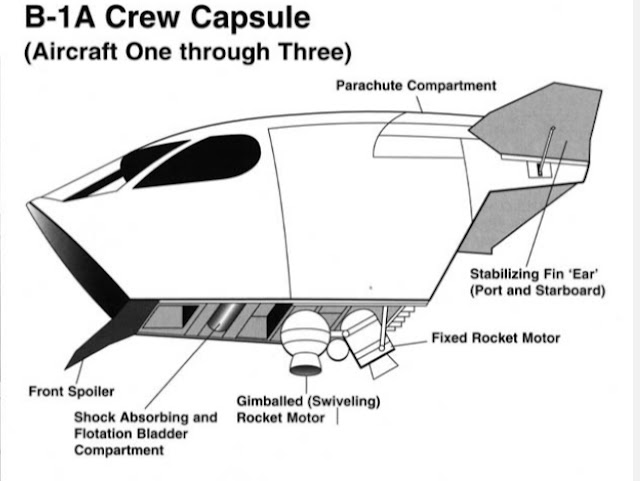 B-1A Crew Capsule
(Aircraft One through Three)
Parachute Compartment
Stabilizing Fin ‘Ear’
(Port and Starboard)
Fixed Rocket Motor
Front Spoiler
Gimballed (Swiveling)
Rocket Motor
Shock Absorbing and
Flotation Bladder
Compartment